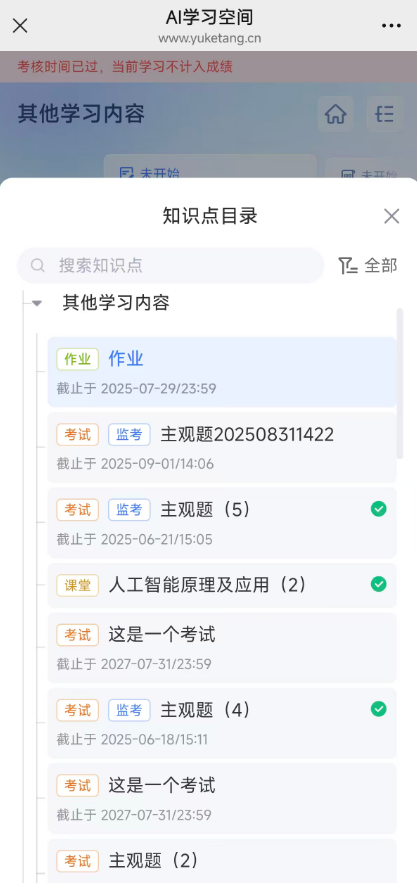 AI学习空间
www.yuketang.cn
考核时间已过，当前学习不计入成绩
其他学习内容
未开始
未开始
知识点目录
搜索知识点
全部
其他学习内容
作业 作业
截止于 2025-07-29/23:59
考试 监考 主观题202508311422
截止于 2025-09-01/14:06
考试 监考 主观题（5）
截止于 2025-06-21/15:05
课堂 人工智能原理及应用（2）
考试 这是一个考试
截止于 2027-07-31/23:59
考试 监考 主观题（4）
截止于 2025-06-18/15:11
考试 这是一个考试
截止于 2027-07-31/23:59
考试 主观题（2）